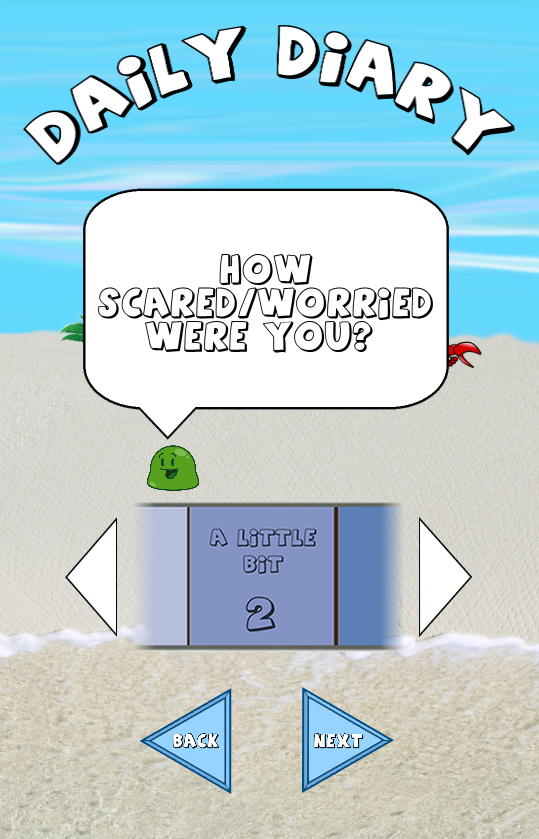 DAiLY DiARY
HOW
SCARED/WORRiED
WERE YOU?
A LiTTLE
BiT
2
BACK
NEXT